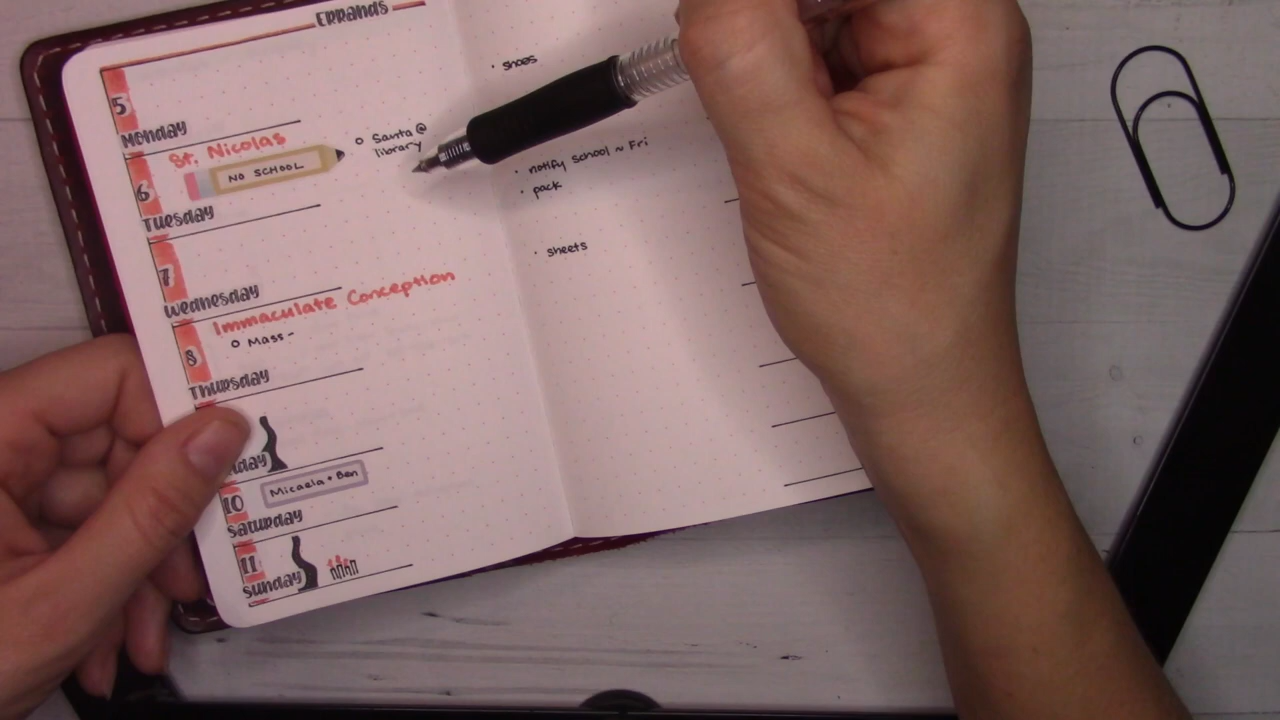 ERRANDS
5
Monday
St. Nicolas
NO SCHOOL
o Santa @
library
6
Tuesday
7
Wednesday
Immaculate Conception
o Mass-
8
Thursday
day
10
Micaela + Ben
Saturday
11
Sunday
· shoes
· notify school ~ Fri
· pack
· sheets